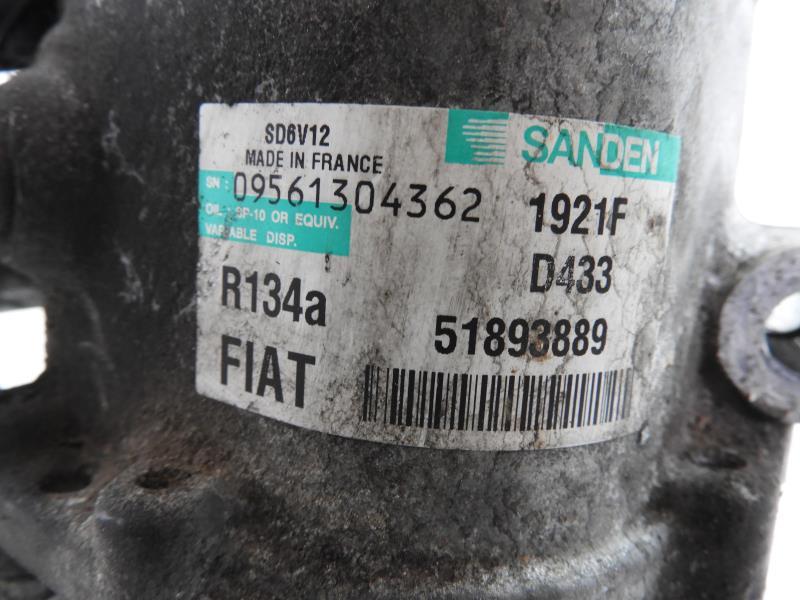 SD6V12
MADE IN FRANCE
SANDEN
SN : 09561304362
OIL : SP-10 OR EQUIV.
VARIABLE DISP.
1921F
D433
R134a
51893889
FIAT